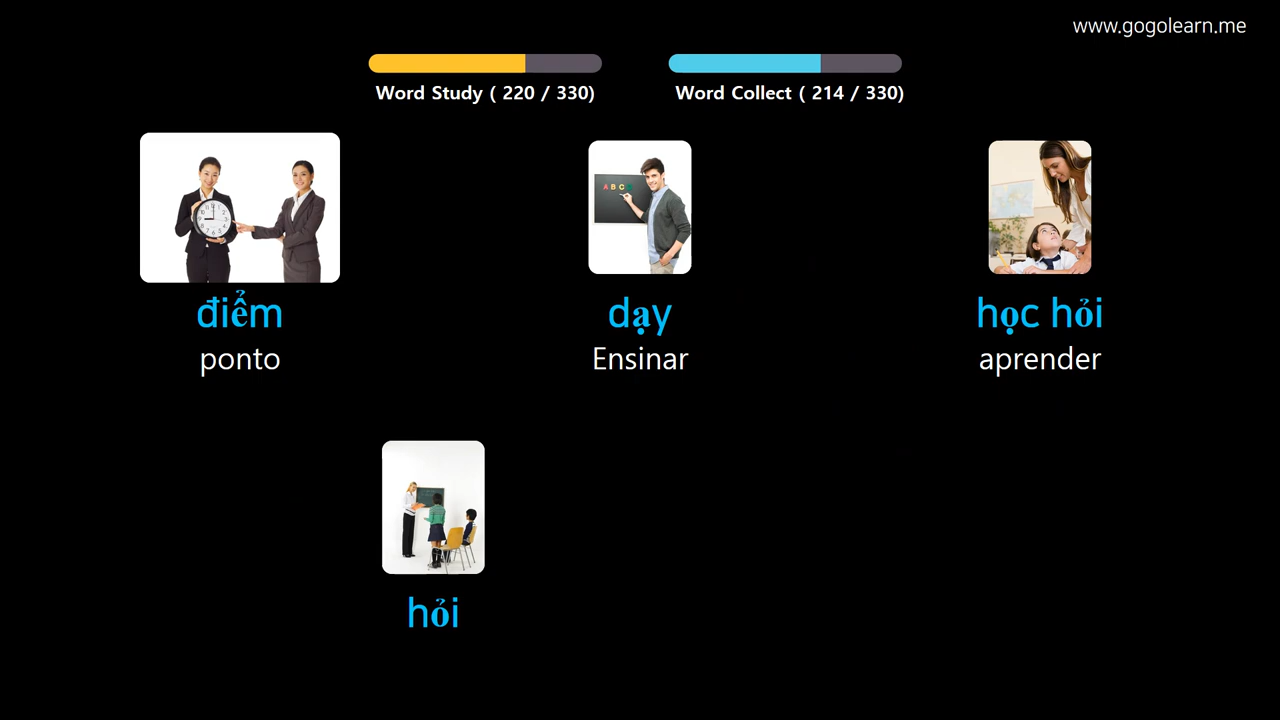 www.gogolearn.me
Word Study ( 220 / 330)
Word Collect ( 214 / 330)
điểm
ponto
dạy
Ensinar
học hỏi
aprender
hỏi